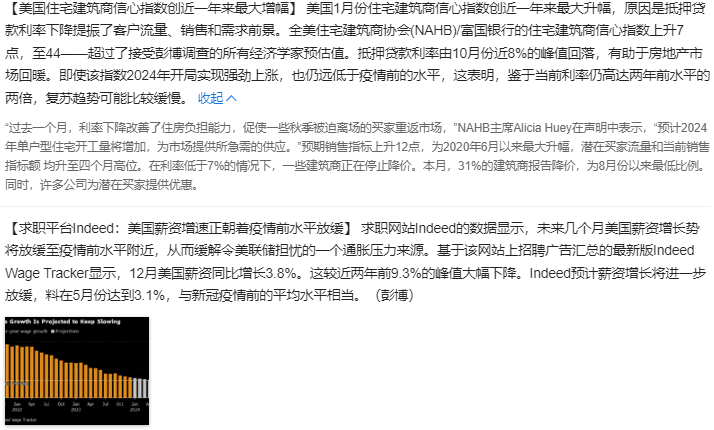 【美国住宅建筑商信心指数创近一年来最大增幅】 美国1月份住宅建筑商信心指数创近一年来最大升幅，原因是抵押贷
款利率下降提振了客户流量、销售和需求前景。全美住宅建筑商协会(NAHB)/富国银行的住宅建筑商信心指数上升7
点，至44——超过了接受彭博调查的所有经济学家预估值。抵押贷款利率由10月份近8%的峰值回落，有助于房地产市
场回暖。即使该指数2024年开局实现强劲上涨，也仍远低于疫情前的水平，这表明，鉴于当前利率仍高达两年前水平的
两倍，复苏趋势可能比较缓慢。 收起
“过去一个月，利率下降改善了住房负担能力，促使一些秋季被迫离场的买家重返市场，”NAHB主席Alicia Huey在声明中表示，“预计2024
年单户型住宅开工量将增加，为市场提供所急需的供应。”预期销售指标上升12点，为2020年6月以来最大升幅，潜在买家流量和当前销售
指标额 均升至四个月高位。在利率低于7%的情况下，一些建筑商正在停止降价。本月，31%的建筑商报告降价，为8月份以来最低比例。
同时，许多公司为潜在买家提供优惠。
【求职平台Indeed：美国薪资增速正朝着疫情前水平放缓】 求职网站Indeed的数据显示，未来几个月美国薪资增长势
将放缓至疫情前水平附近，从而缓解令美联储担忧的一个通胀压力来源。基于该网站上招聘广告汇总的最新版Indeed
Wage Tracker显示，12月美国薪资同比增长3.8%。这较近两年前9.3%的峰值大幅下降。Indeed预计薪资增长将进一步
放缓，料在5月份达到3.1%，与新冠疫情前的平均水平相当。（彭博）
Growth Is Projected to Keep Slowing
year wage growth Projections
Jan Apr Jul Oct Jan Apr Jul Oct Jan
2022 2023 2024
Wage Tracker